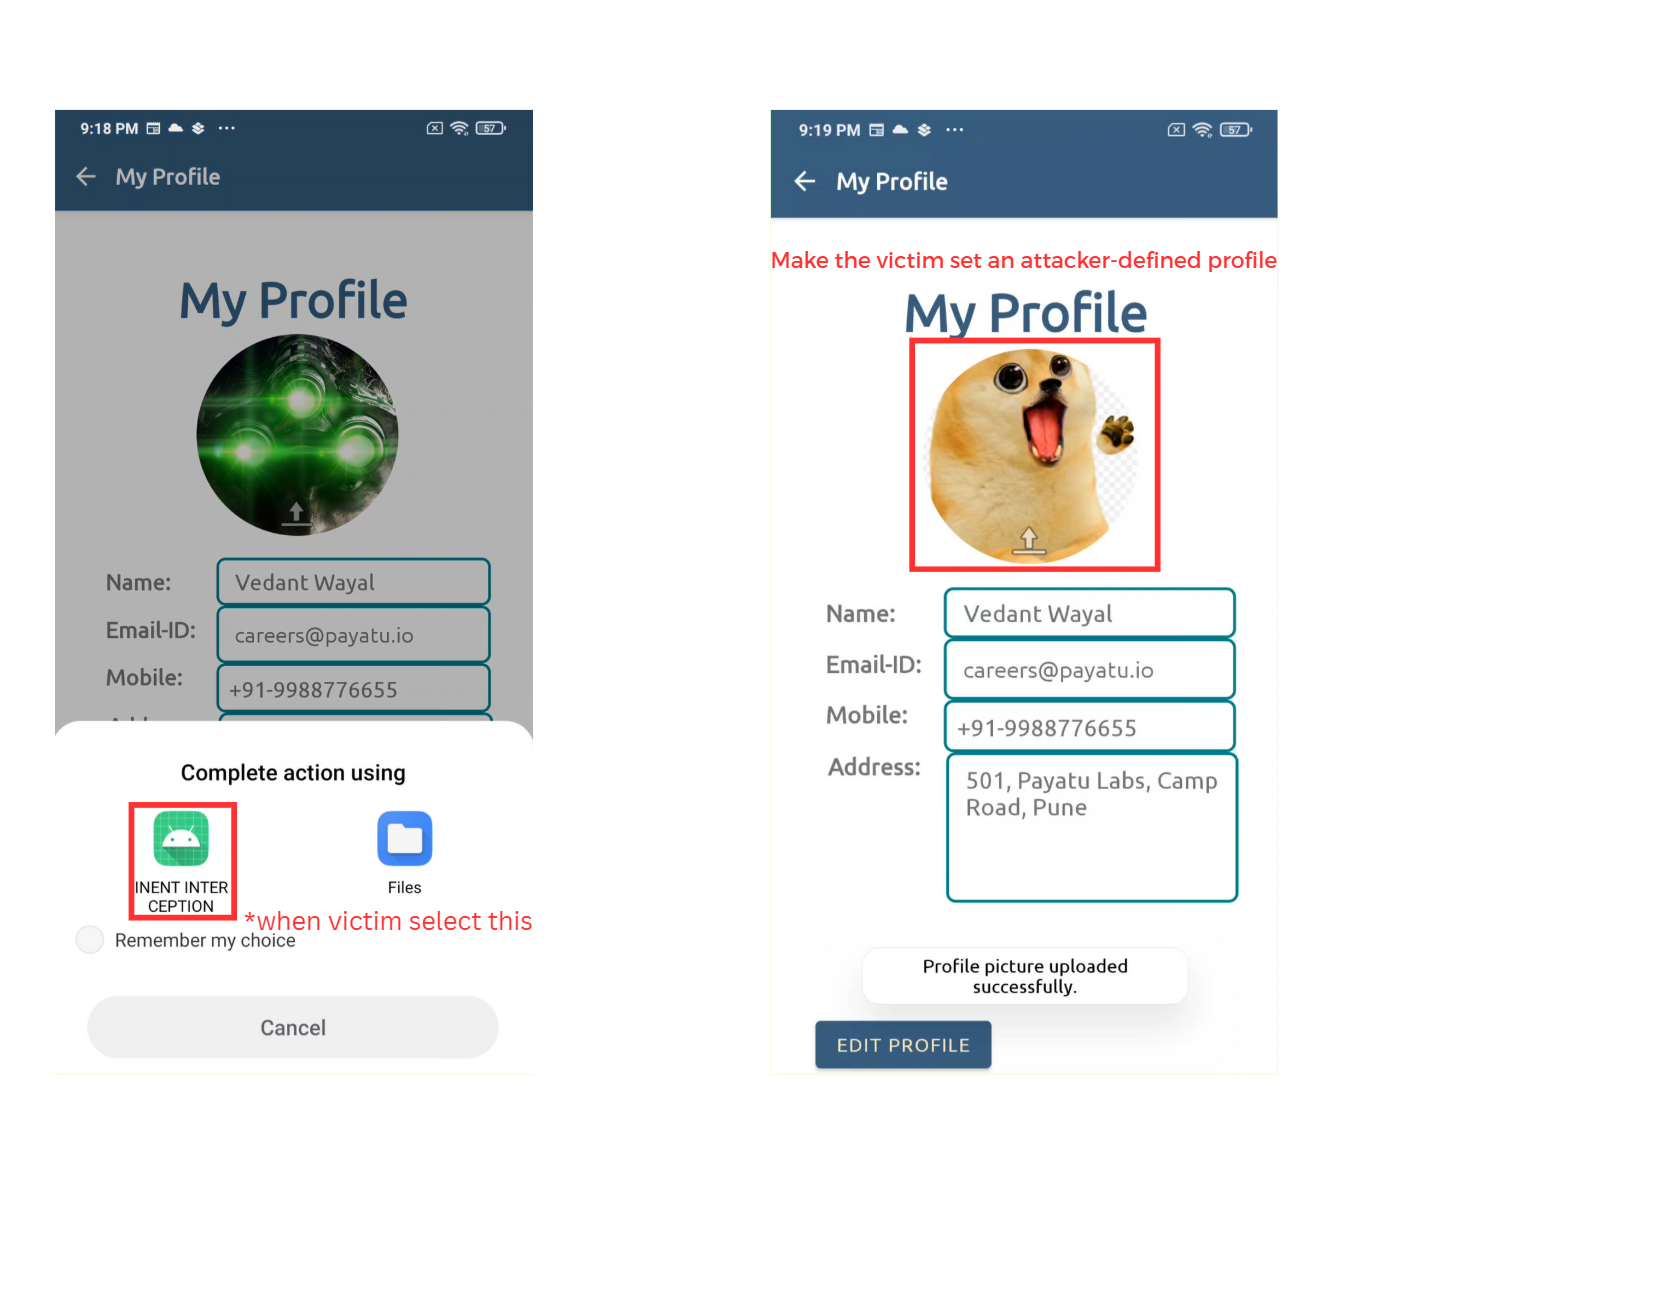 9:18 PM
57
My Profile
My Profile
Name:
Vedant Wayal
Email-ID:
careers@payatu.io
Mobile:
+91-9988776655
Complete action using
INENT INTER
CEPTION
Files
*when victim select this
Remember my choice
Cancel
9:19 PM
57
My Profile
Make the victim set an attacker-defined profile
My Profile
Name:
Vedant Wayal
Email-ID:
careers@payatu.io
Mobile:
+91-9988776655
Address:
501, Payatu Labs, Camp
Road, Pune
Profile picture uploaded
successfully.
EDIT PROFILE